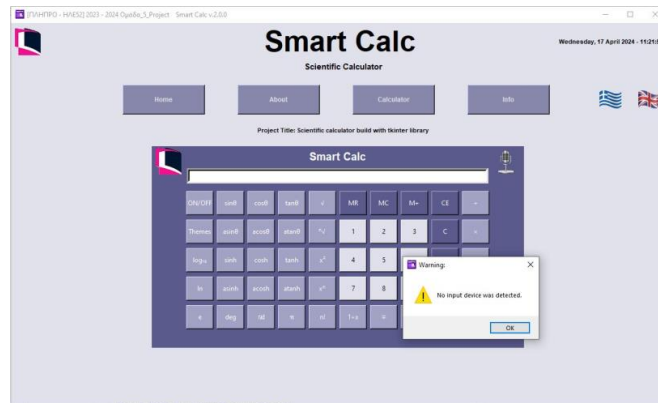 [ΠΛΗΠΡΟ - ΗΛΕ52] 2023 - 2024 Ομάδα_5_Project Smart Calc v.2.0.0
Smart Calc
Wednesday, 17 April 2024 - 11:21:
Scientific Calculator
Home About Calculator Info
Project Title: Scientific calculator build with tkinter library
Smart Calc
ON/OFF sinθ cosθ tanθ √ MR MC M+ CE
Themes asinθ acosθ atanθ 1 2 3 C
sinh cosh tanh 4 5
ln asinh acosh atanh 7 8
e deg rad π n!
Warning:
No input device was detected.
OK